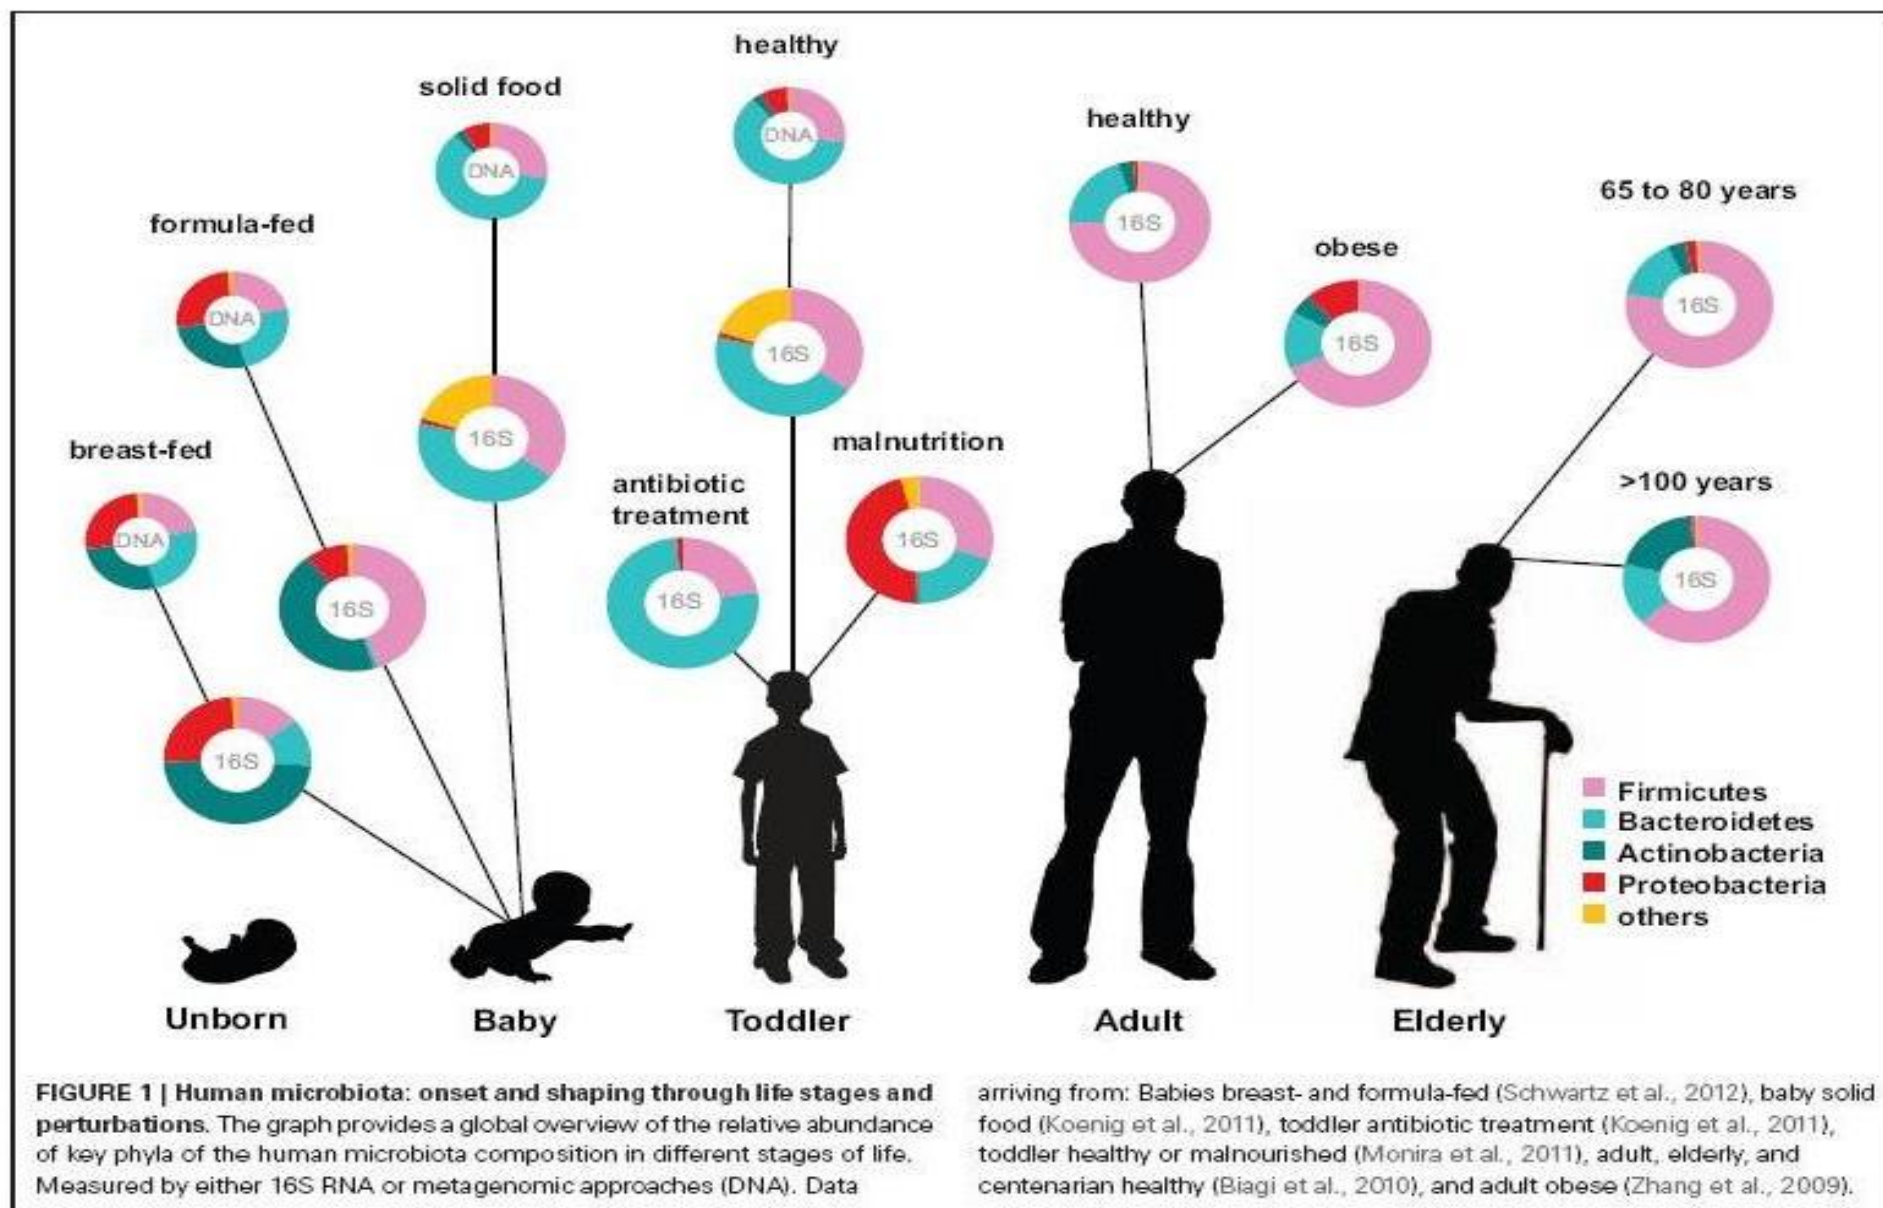 healthy
solid food
DNA
DNA
healthy
formula-fed
16S
65 to 80 years
DNA
obese
16S
16S
16S
breast-fed
16S
malnutrition
antibiotic
treatment
>100 years
DNA
16S
16S
16S
16S
16S
Firmicutes
Bacteroidetes
Actinobacteria
Proteobacteria
others
Unborn
Baby
Toddler
Adult
Elderly
FIGURE 1 | Human microbiota: onset and shaping through life stages and
perturbations. The graph provides a global overview of the relative abundance
of key phyla of the human microbiota composition in different stages of life.
Measured by either 16S RNA or metagenomic approaches (DNA). Data
arriving from: Babies breast- and formula-fed (Schwartz et al., 2012), baby solid
food (Koenig et al., 2011), toddler antibiotic treatment (Koenig et al., 2011),
toddler healthy or malnourished (Monira et al., 2011), adult, elderly, and
centenarian healthy (Biagi et al., 2010), and adult obese (Zhang et al., 2009).